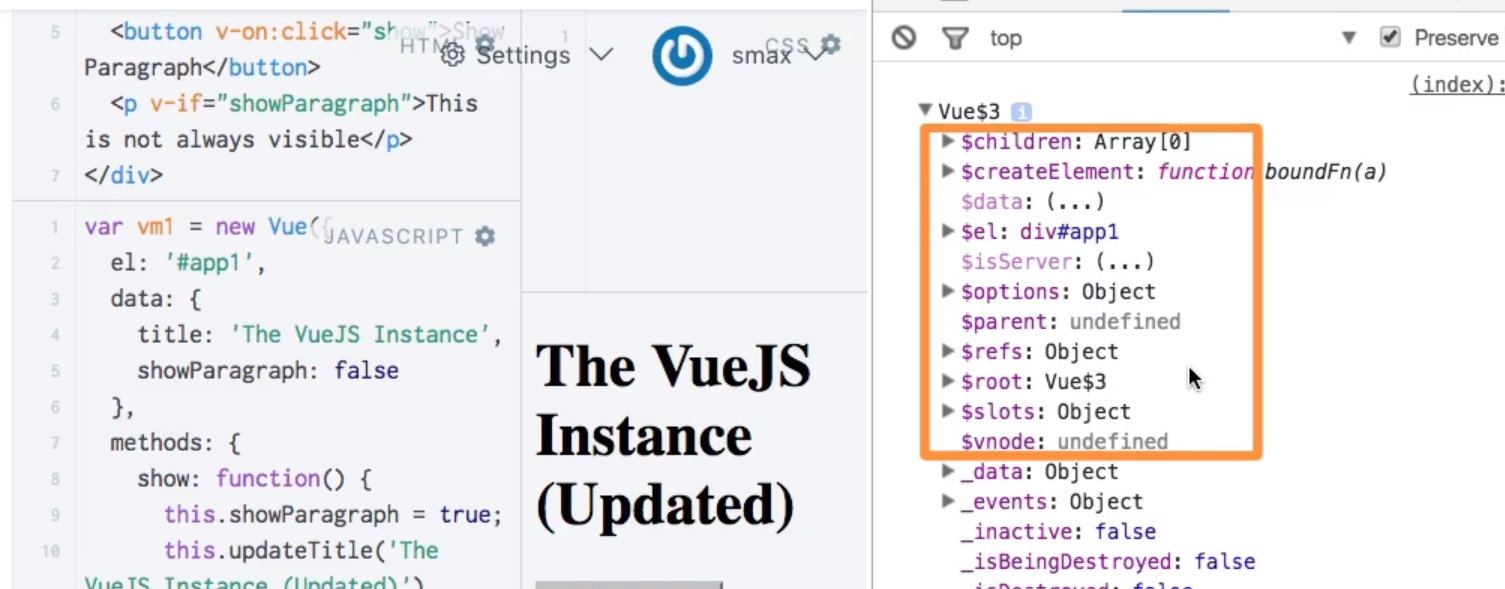 5 <button v-on:click="show">Show
Paragraph</button>
6 <p v-if="showParagraph">This
is not always visible</p>
7 </div>
HTML
Settings
1
smax
CSS
1 var vm1 = new Vue({
JAVASCRIPT
2 el: '#app1',
3 data: {
4 title: 'The VueJS Instance',
5 showParagraph: false
6 },
7 methods: {
8 show: function() {
9 this.showParagraph = true;
10 this.updateTitle('The
VueJS Instance (Updated)')
The VueJS
Instance
(Updated)
top
Preserve
(index):
Vue$3 i
$children: Array[0]
$createElement: function boundFn(a)
$data: (...)
$el: div#app1
$isServer: (...)
$options: Object
$parent: undefined
$refs: Object
$root: Vue$3
$slots: Object
$vnode: undefined
_data: Object
_events: Object
_inactive: false
_isBeingDestroyed: false
_isDestroyed: false